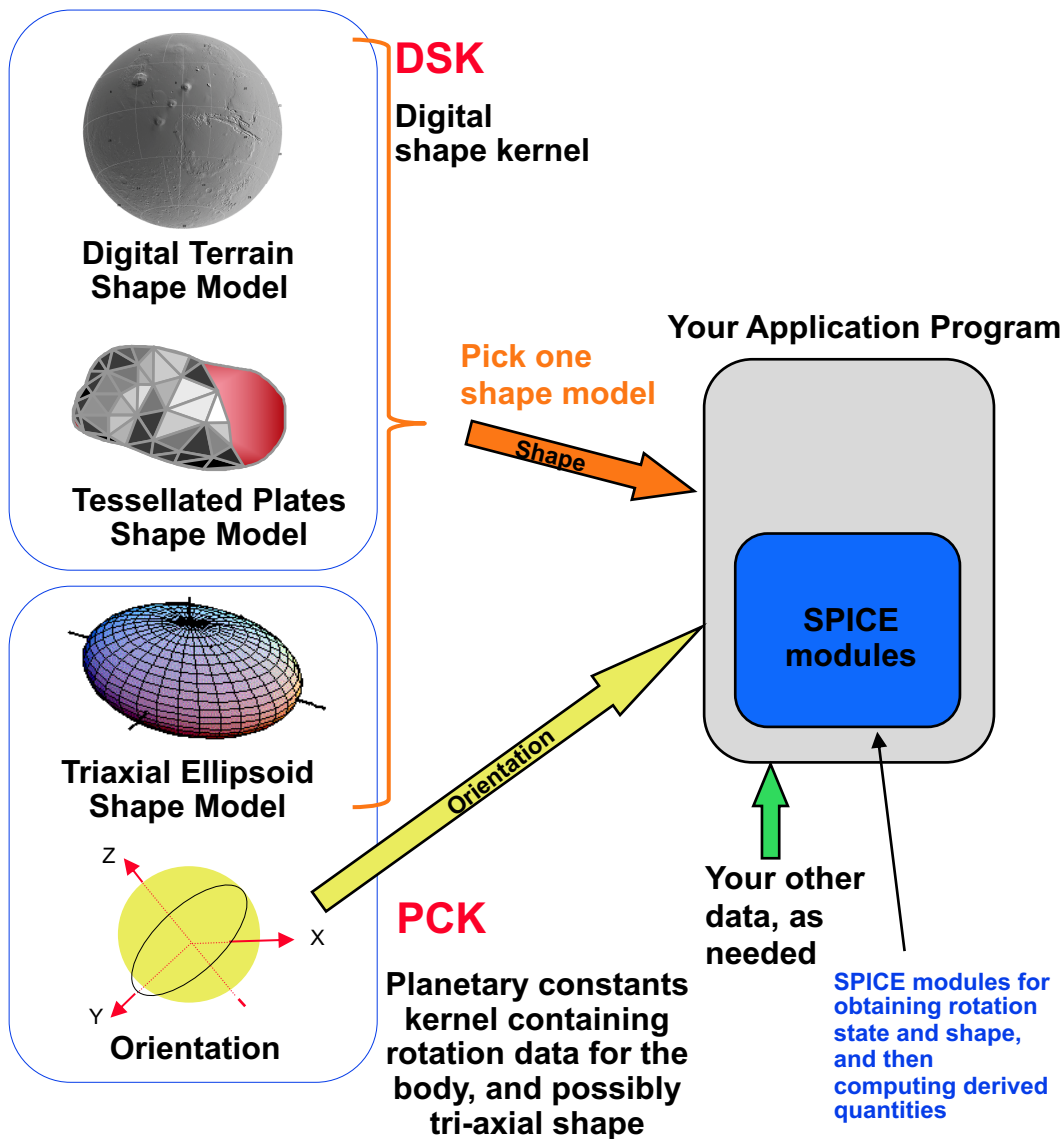 DSK
Digital
shape kernel
Digital Terrain
Shape Model
Tessellated Plates
Shape Model
Pick one
shape model
Shape
Your Application Program
SPICE
modules
Triaxial Ellipsoid
Shape Model
Orientation
Z
X
Y
Orientation
PCK
Planetary constants
kernel containing
rotation data for the
body, and possibly
tri-axial shape
Your other
data, as
needed
SPICE modules for
obtaining rotation
state and shape,
and then
computing derived
quantities